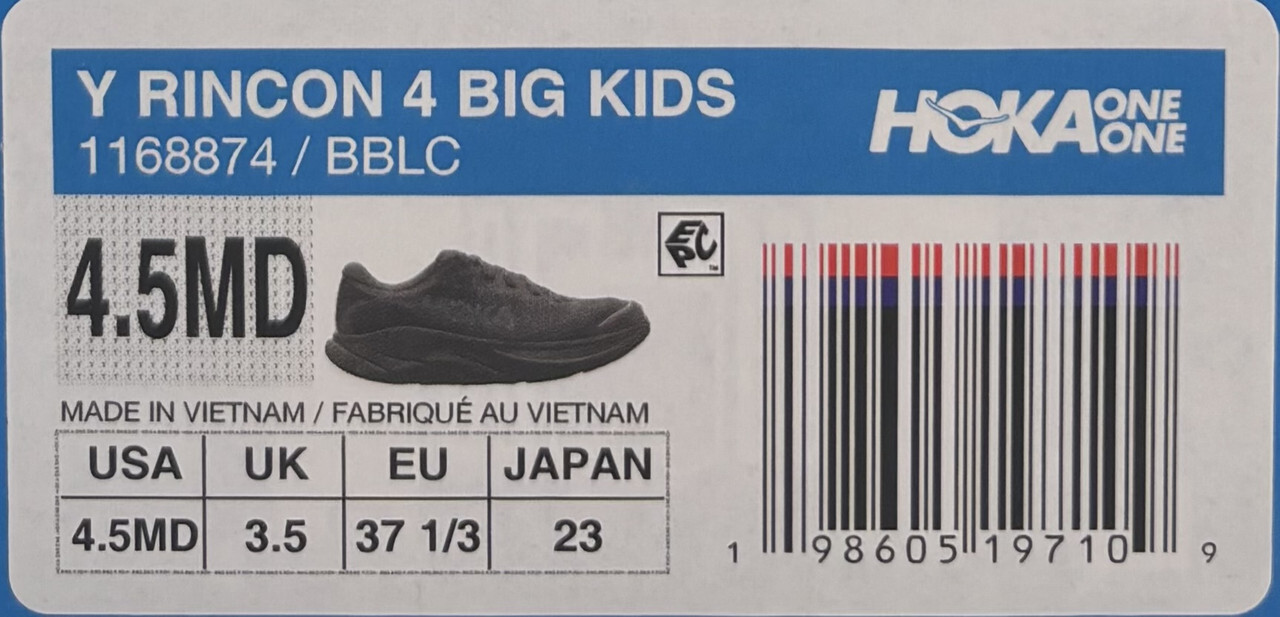 Y RINCON 4 BIG KIDS
1168874 / BBLC
HOKA ONE ONE
4.5MD
EPC™
MADE IN VIETNAM / FABRIQUÉ AU VIETNAM
USA UK EU JAPAN
4.5MD 3.5 37 1/3 23
1 98605 19710 9